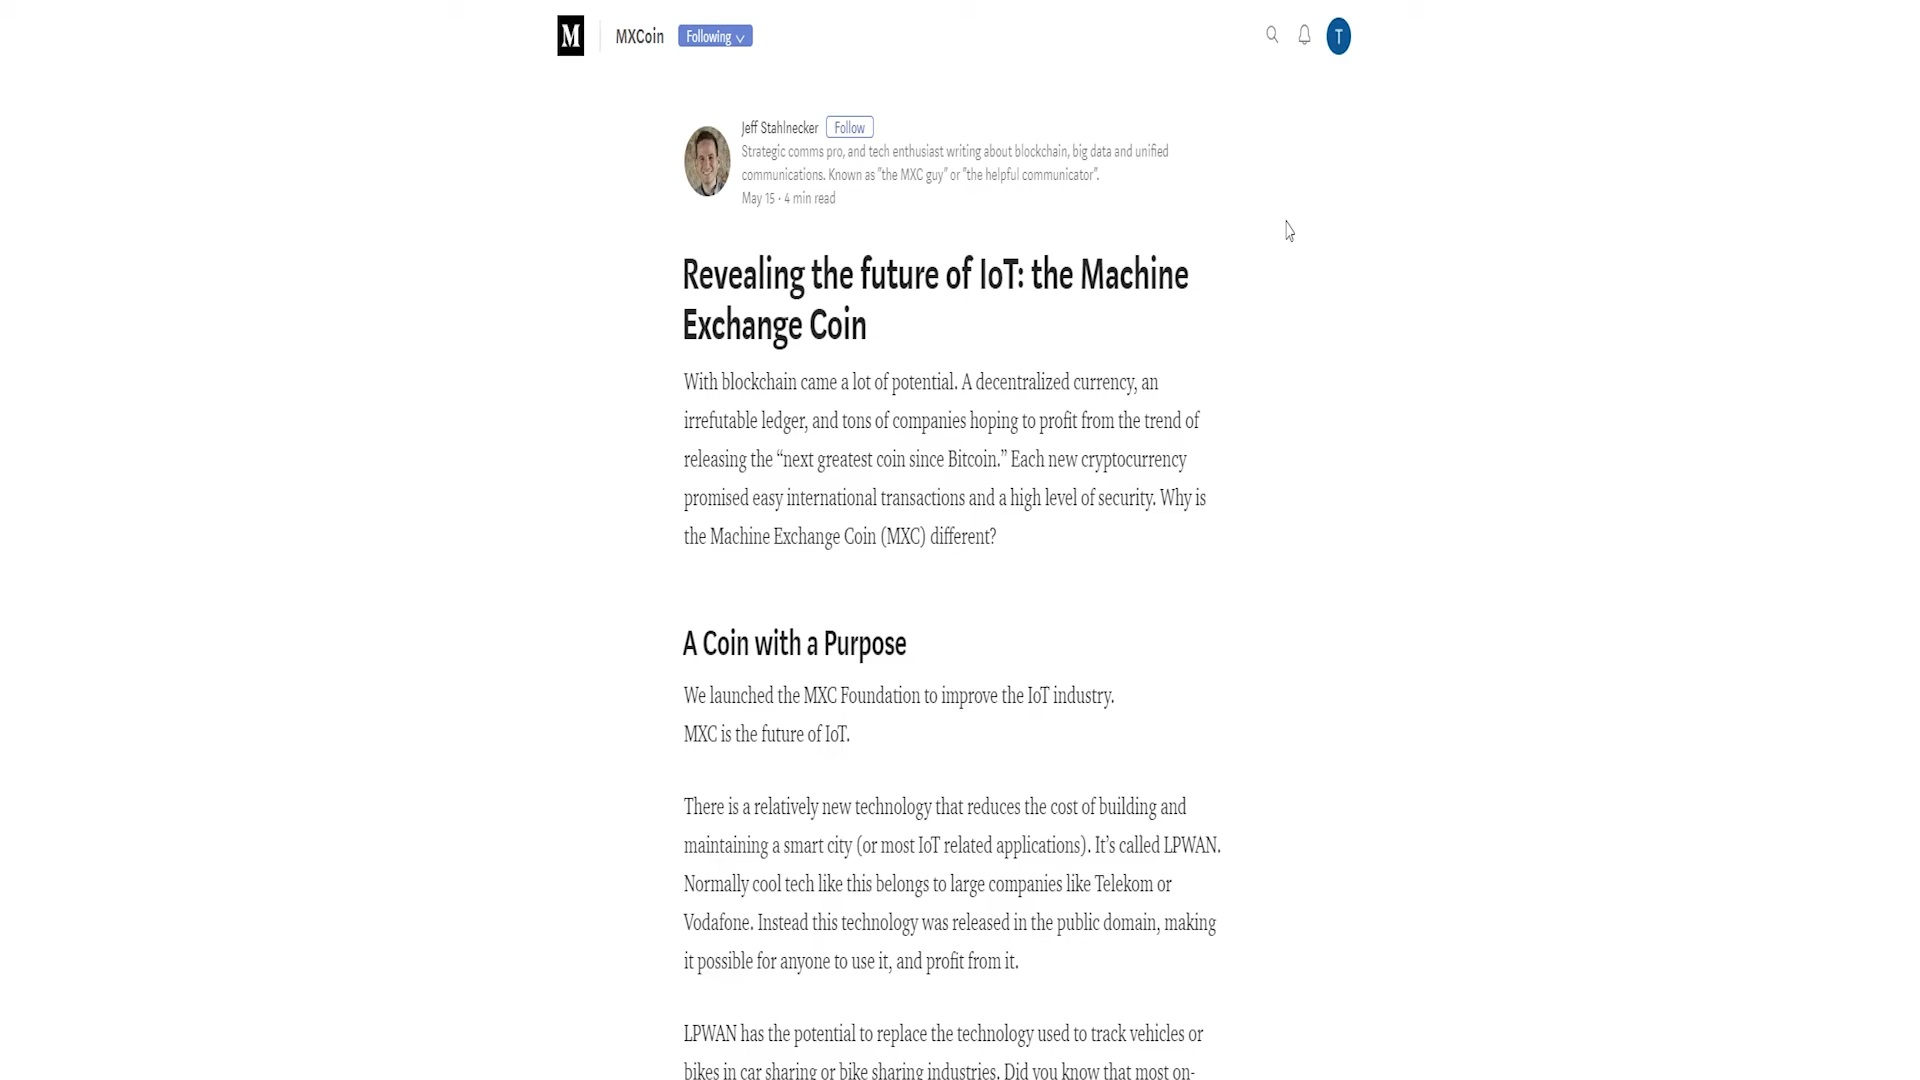 M MXCoin Following
T
Jeff Stahlnecker Follow
Strategic comms pro, and tech enthusiast writing about blockchain, big data and unified
communications. Known as "the MXC guy" or "the helpful communicator".
May 15 · 4 min read
Revealing the future of IoT: the Machine
Exchange Coin
With blockchain came a lot of potential. A decentralized currency, an
irrefutable ledger, and tons of companies hoping to profit from the trend of
releasing the “next greatest coin since Bitcoin.” Each new cryptocurrency
promised easy international transactions and a high level of security. Why is
the Machine Exchange Coin (MXC) different?
A Coin with a Purpose
We launched the MXC Foundation to improve the IoT industry.
MXC is the future of IoT.
There is a relatively new technology that reduces the cost of building and
maintaining a smart city (or most IoT related applications). It’s called LPWAN.
Normally cool tech like this belongs to large companies like Telekom or
Vodafone. Instead this technology was released in the public domain, making
it possible for anyone to use it, and profit from it.
LPWAN has the potential to replace the technology used to track vehicles or
bikes in car sharing or bike sharing industries. Did you know that most on-